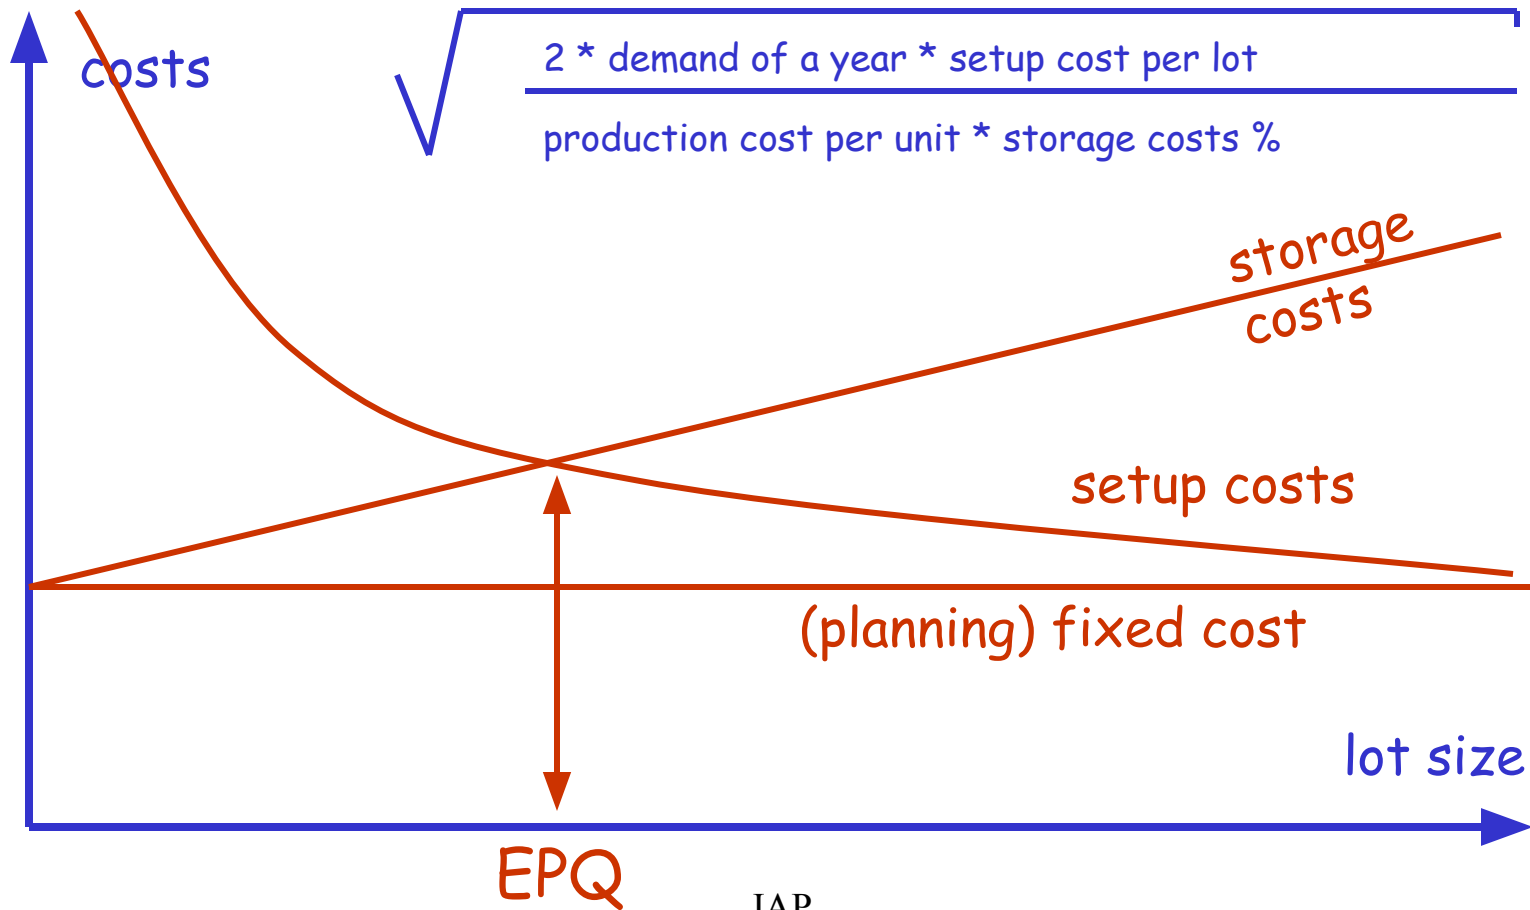 costs
2 * demand of a year * setup cost per lot
production cost per unit * storage costs %
storage
costs
setup costs
(planning) fixed cost
lot size
EPQ